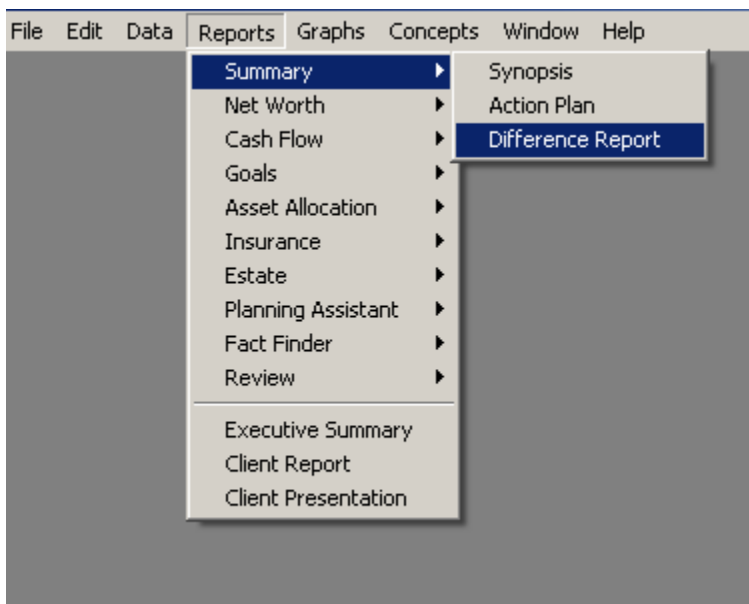 File Edit Data Reports Graphs Concepts Window Help
Summary
Net Worth
Cash Flow
Goals
Asset Allocation
Insurance
Estate
Planning Assistant
Fact Finder
Review
Executive Summary
Client Report
Client Presentation
Synopsis
Action Plan
Difference Report